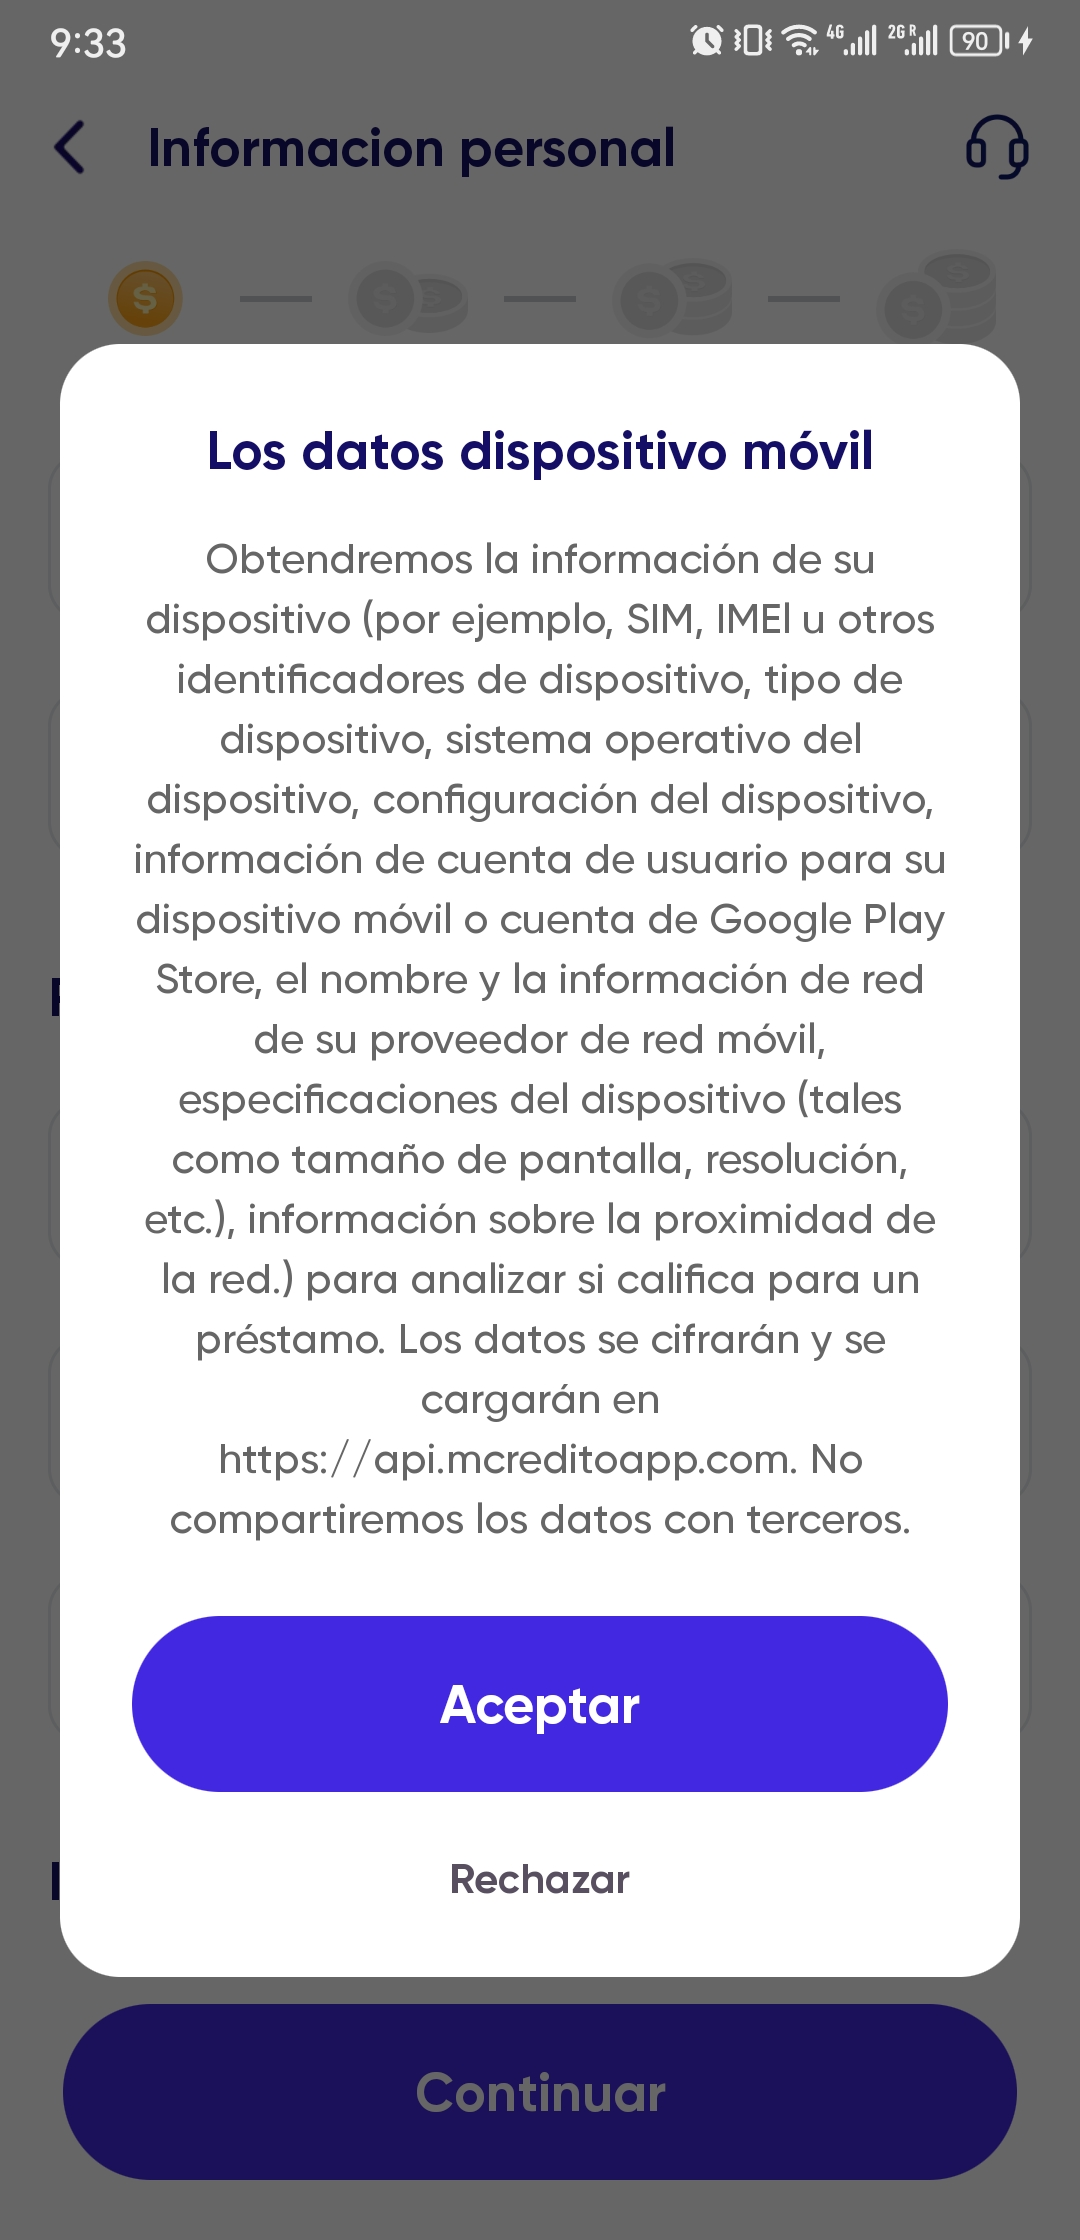 9:33
4G
2G R
90
Informacion personal
Los datos dispositivo móvil
Obtendremos la información de su
dispositivo (por ejemplo, SIM, IMEl u otros
identificadores de dispositivo, tipo de
dispositivo, sistema operativo del
dispositivo, configuración del dispositivo,
información de cuenta de usuario para su
dispositivo móvil o cuenta de Google Play
Store, el nombre y la información de red
de su proveedor de red móvil,
especificaciones del dispositivo (tales
como tamaño de pantalla, resolución,
etc.), información sobre la proximidad de
la red.) para analizar si califica para un
préstamo. Los datos se cifrarán y se
cargarán en
https://api.mcreditoapp.com. No
compartiremos los datos con terceros.
Aceptar
Rechazar
Continuar